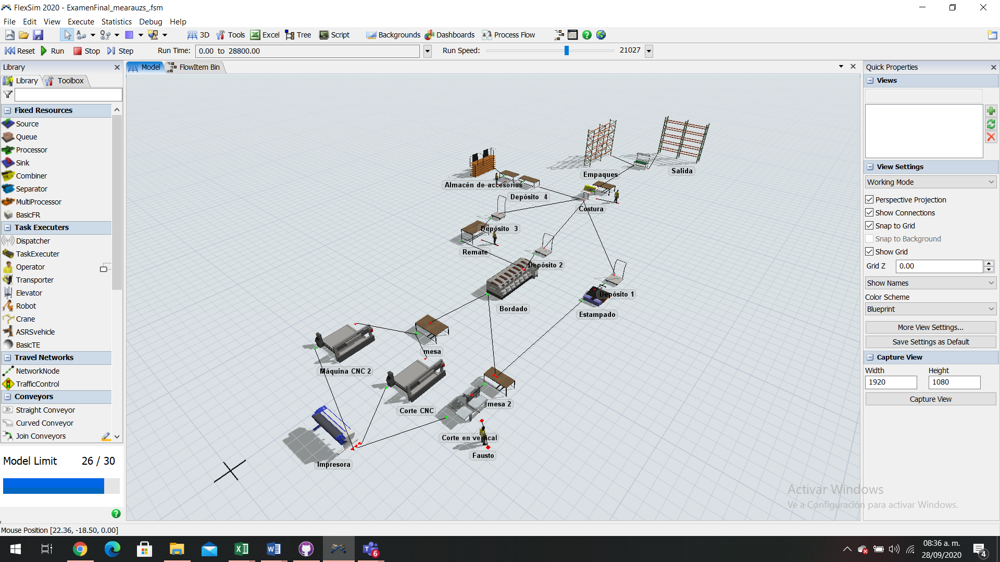 FlexSim 2020 - ExamenFinal_mearauzs_.fsm
File Edit View Execute Statistics Debug Help
3D Tools Excel Tree Script Backgrounds Dashboards Process Flow
Reset Run Stop Step Run Time: 0.00 to 28800.00 Run Speed: 21027
Library
Library Toolbox
Fixed Resources
Source
Queue
Processor
Sink
Combiner
Separator
MultiProcessor
BasicFR
Task Executers
Dispatcher
TaskExecuter
Operator
Transporter
Elevator
Robot
Crane
ASRSvehicle
BasicTE
Travel Networks
NetworkNode
TrafficControl
Conveyors
Straight Conveyor
Curved Conveyor
Join Conveyors
Model Limit 26 / 30
Model FlowItem Bin
Salida
Empaques
Almacén de accesorios
Depósito 4
Costura
Depósito 3
Remate
Depósito 2
Depósito 1
Bordado
Estampado
mesa
Máquina CNC 2
mesa 2
Corte CNC
Corte en vertical
Fausto
Impresora
Quick Properties
Views
View Settings
Working Mode
Perspective Projection
Show Connections
Snap to Grid
Snap to Background
Show Grid
Grid Z 0.00
Show Names
Color Scheme
Blueprint
More View Settings...
Save Settings as Default
Capture View
Width Height
1920 1080
Capture View
Activar Windows
Ve a Configuración para activar Windows.
Mouse Position [22.36, -18.50, 0.00]
6
08:36 a. m.
28/09/2020
4